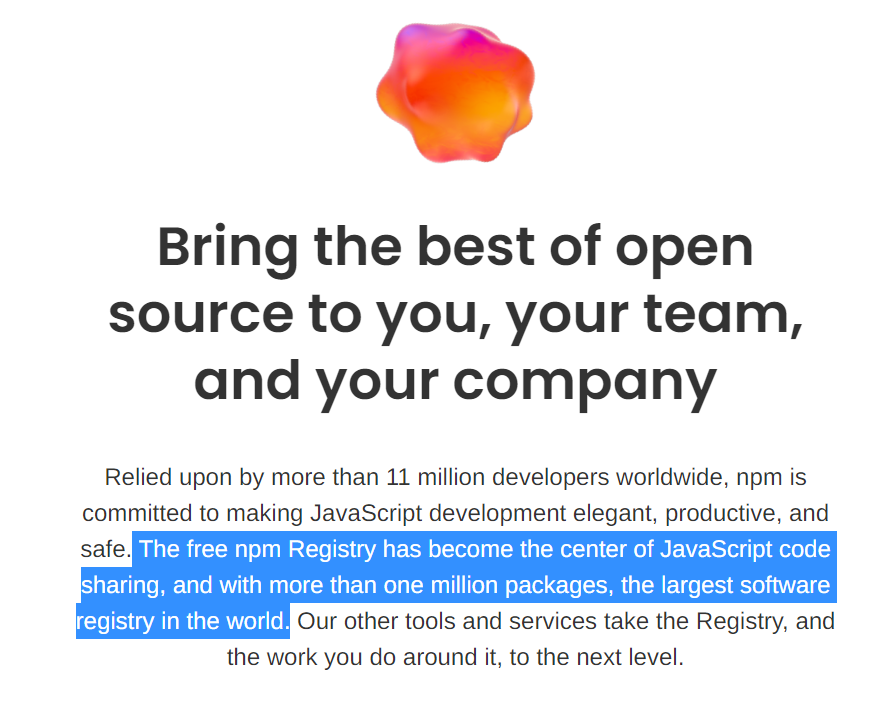 Bring the best of open
source to you, your team,
and your company
Relied upon by more than 11 million developers worldwide, npm is
committed to making JavaScript development elegant, productive, and
safe. The free npm Registry has become the center of JavaScript code
sharing, and with more than one million packages, the largest software
registry in the world. Our other tools and services take the Registry, and
the work you do around it, to the next level.